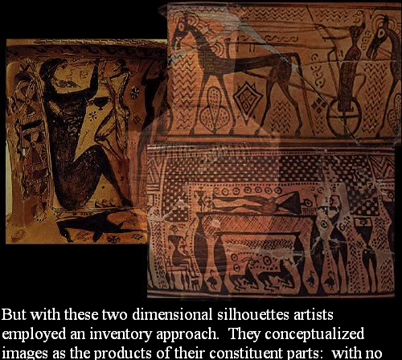 But with these two dimensional silhouettes artists
employed an inventory approach.  They conceptualized
images as the products of their constituent parts:  with no